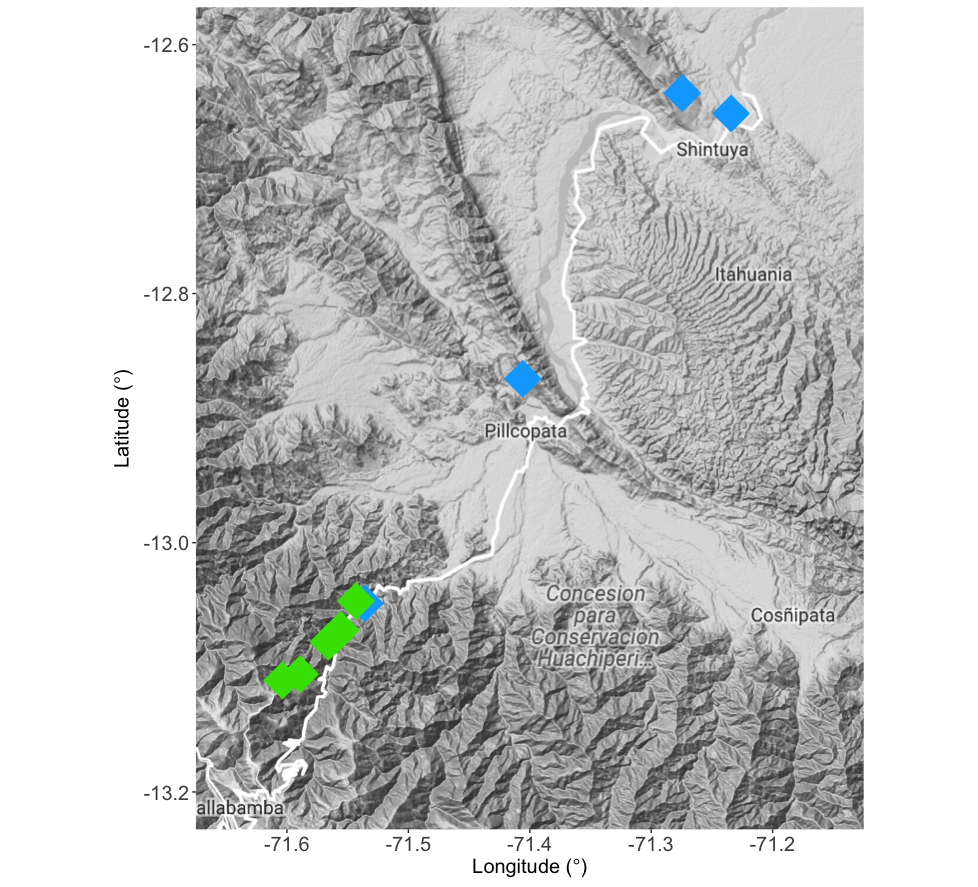 -12.6
Shintuya
Itahuania
-12.8
Latitude (°)
Pillcopata
-13.0
Concesion
para
Conservacion
Huachiperi...
Cosñipata
-13.2
allabamba
-71.6 -71.5 -71.4 -71.3 -71.2
Longitude (°)